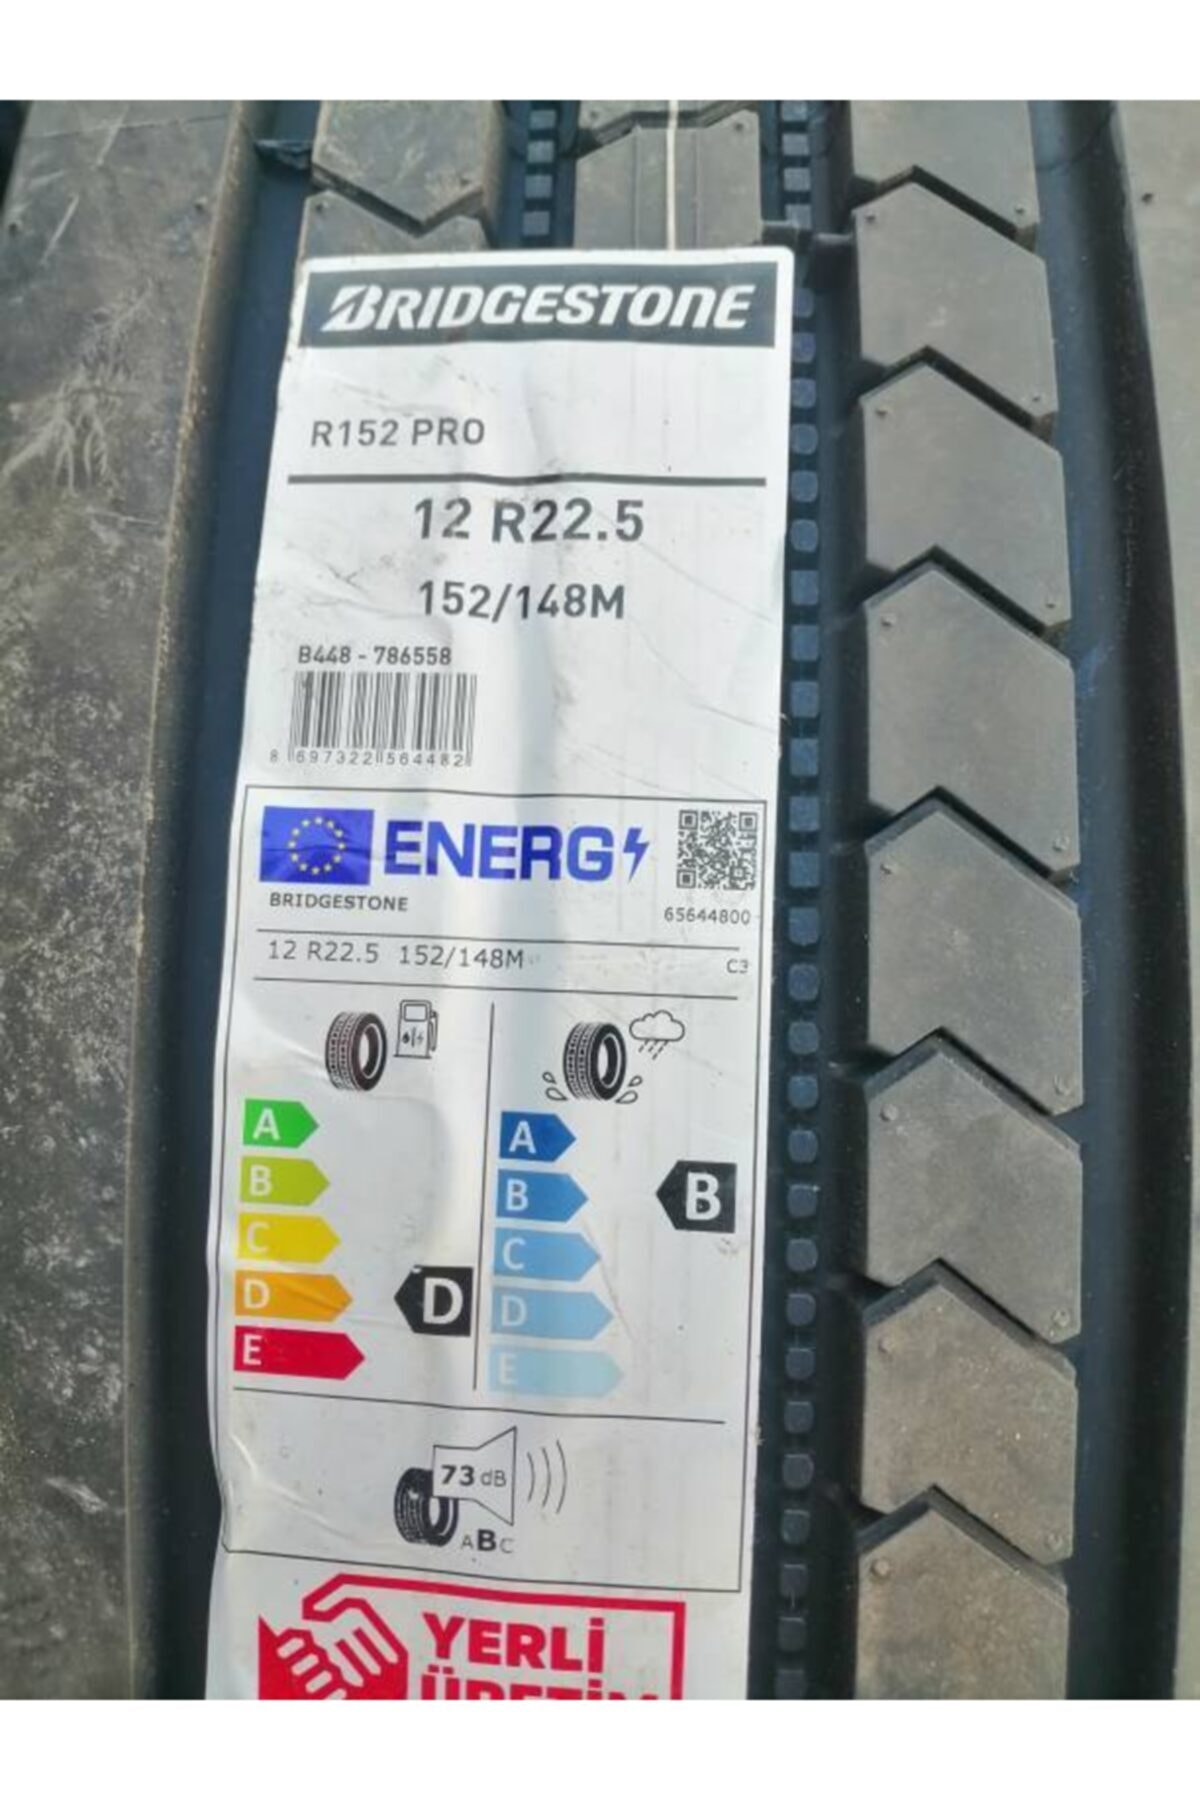 BRIDGESTONE
R152 PRO
12 R22.5
152/148M
B448 - 786558
8 697322 564482
ENERG
BRIDGESTONE
65644800
12 R22.5 152/148M
C3
A
B
C
D
E
D
A
B
C
D
E
B
73 dB
ABC
YERLİ
ÜRETİM